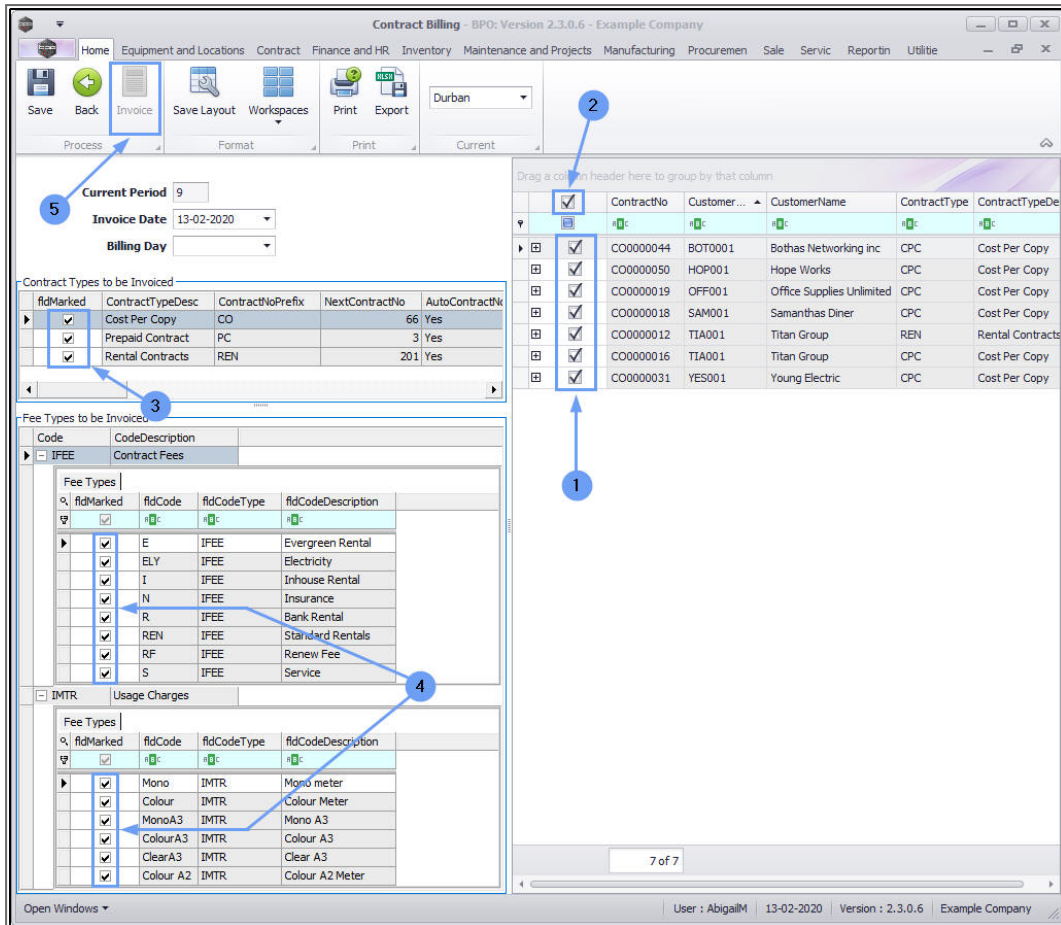 Contract Billing - BPO: Version 2.3.0.6 - Example Company
Home Equipment and Locations Contract Finance and HR Inventory Maintenance and Projects Manufacturing Procuremen Sale Servic Reportin Utilitie
Save Back Invoice Save Layout Workspaces Print Export Durban
Process Format Print Current
2
5
Current Period 9
Invoice Date 13-02-2020
Billing Day
Contract Types to be Invoiced
fldMarked ContractTypeDesc ContractNoPrefix NextContractNo AutoContractNo
Cost Per Copy CO 66 Yes
Prepaid Contract PC 3 Yes
Rental Contracts REN 201 Yes
3
Fee Types to be Invoiced
Code CodeDescription
IFEE Contract Fees
Fee Types
fldMarked fldCode fldCodeType fldCodeDescription
E IFEE Evergreen Rental
ELY IFEE Electricity
I IFEE Inhouse Rental
N IFEE Insurance
R IFEE Bank Rental
REN IFEE Standard Rentals
RF IFEE Renew Fee
S IFEE Service
4
IMTR Usage Charges
Fee Types
fldMarked fldCode fldCodeType fldCodeDescription
Mono IMTR Mono meter
Colour IMTR Colour Meter
MonoA3 IMTR Mono A3
ColourA3 IMTR Colour A3
ClearA3 IMTR Clear A3
Colour A2 IMTR Colour A2 Meter
Drag a column header here to group by that column
ContractNo Customer... CustomerName ContractType ContractTypeDe
CO0000044 BOT0001 Bothas Networking inc CPC Cost Per Copy
CO0000050 HOP001 Hope Works CPC Cost Per Copy
CO0000019 OFF001 Office Supplies Unlimited CPC Cost Per Copy
CO0000018 SAM001 Samanthas Diner CPC Cost Per Copy
CO0000012 TIA001 Titan Group REN Rental Contracts
CO0000016 TIA001 Titan Group CPC Cost Per Copy
CO0000031 YES001 Young Electric CPC Cost Per Copy
1
7 of 7
Open Windows User : AbigailM 13-02-2020 Version : 2.3.0.6 Example Company